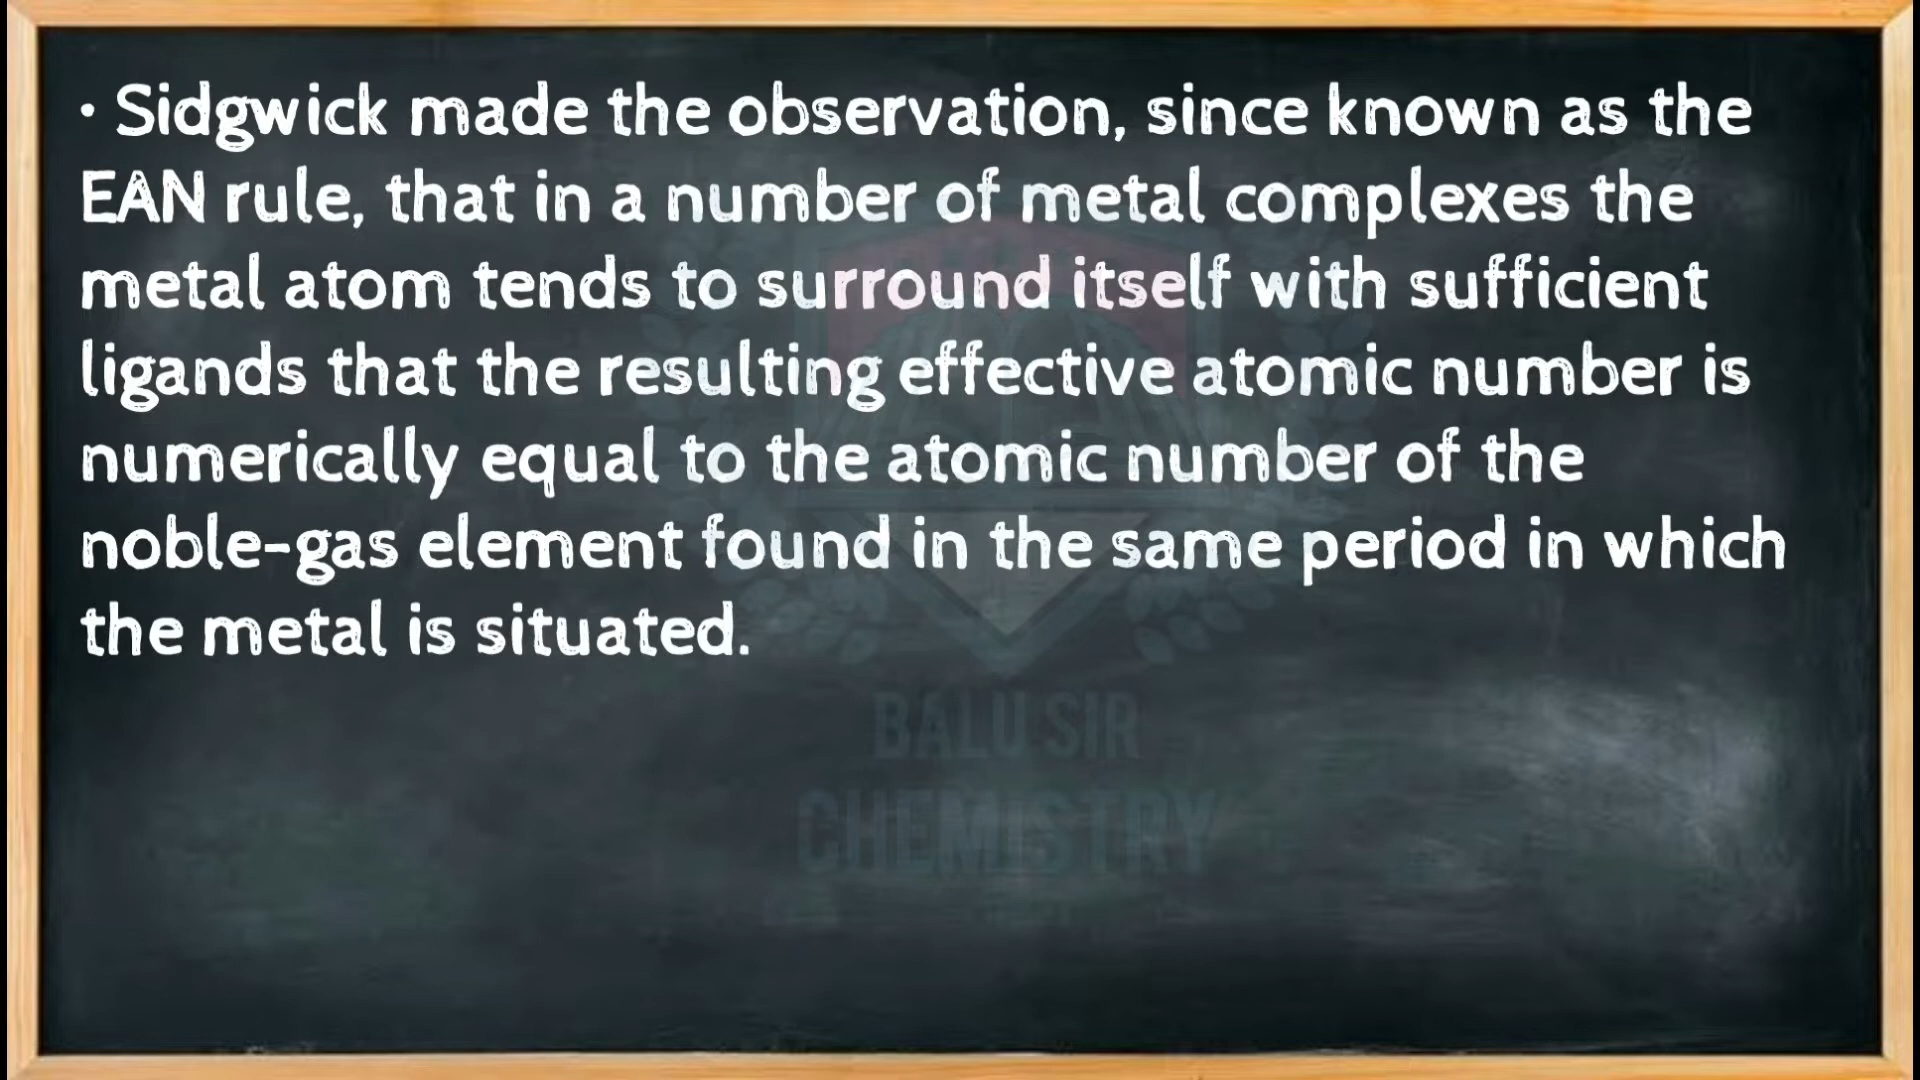 • Sidgwick made the observation, since known as the
EAN rule, that in a number of metal complexes the
metal atom tends to surround itself with sufficient
ligands that the resulting effective atomic number is
numerically equal to the atomic number of the
noble-gas element found in the same period in which
the metal is situated.
BALU SIR
CHEMISTRY